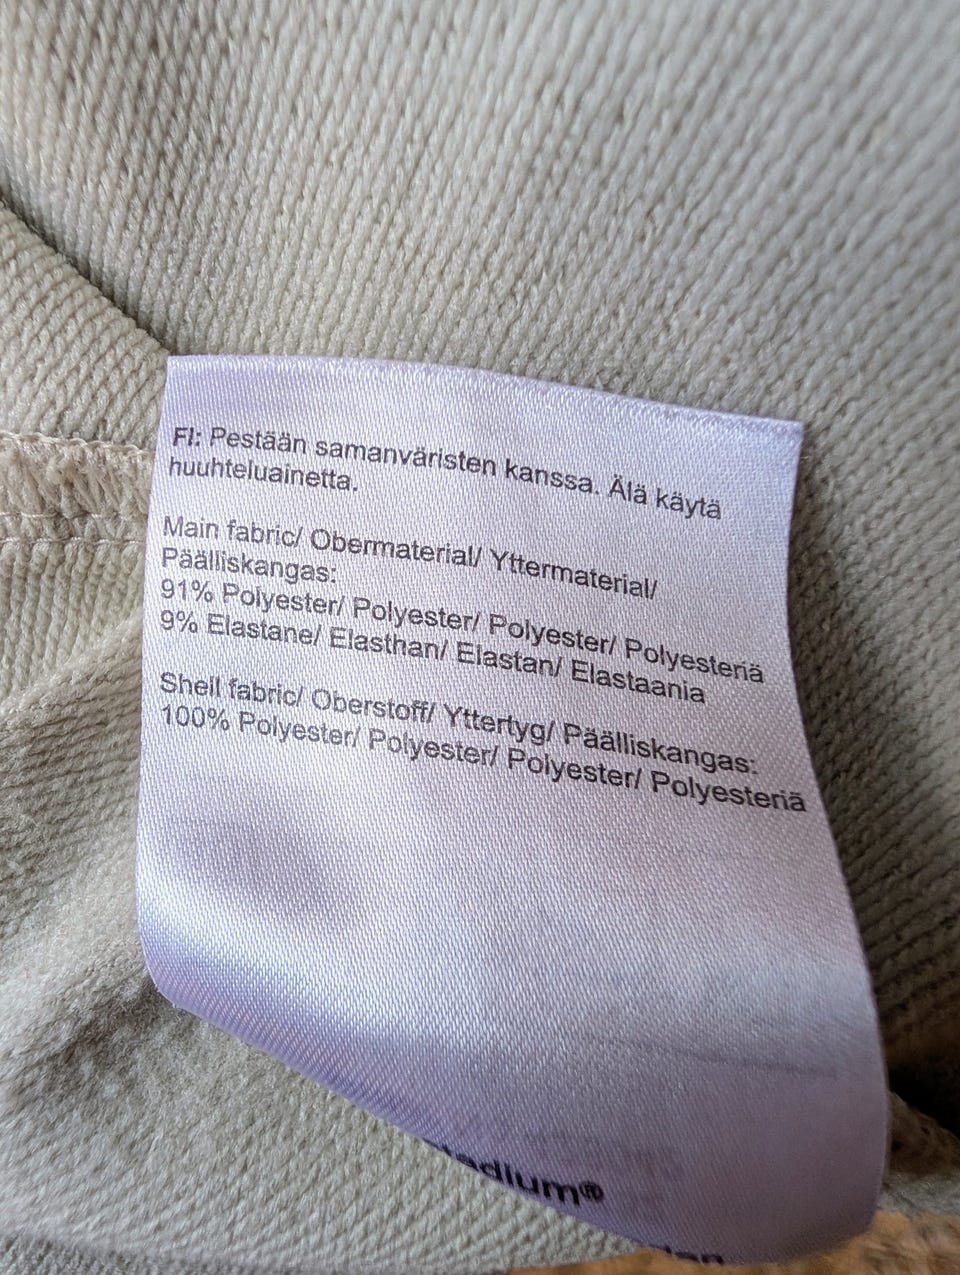 FI: Pestään samanväristen kanssa. Älä käytä
huuhteluainetta.
Main fabric/ Obermaterial/ Yttermaterial/
Päälliskangas:
91% Polyester/ Polyester/ Polyester/ Polyesteriä
9% Elastane/ Elasthan/ Elastan/ Elastaania
Shell fabric/ Oberstoff/ Yttertyg/ Päälliskangas:
100% Polyester/ Polyester/ Polyester/ Polyesteriä